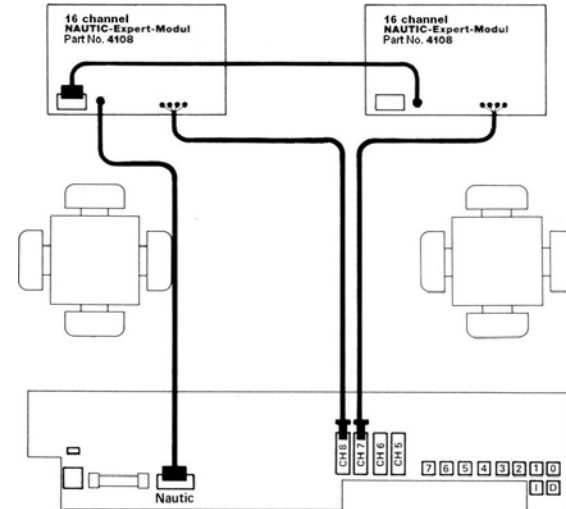 16 channel
NAUTIC-Expert-Modul
Part No. 4108
16 channel
NAUTIC-Expert-Modul
Part No. 4108
CH 8
CH 7
CH 6
CH 5
7 6 5 4 3 2 1 0
I D
Nautic